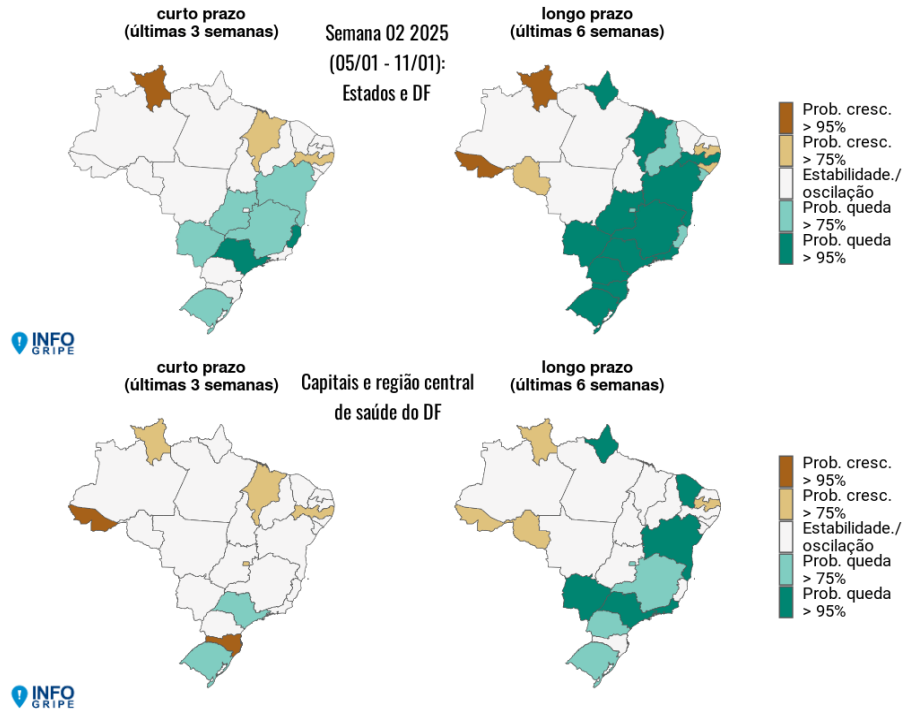 curto prazo
(últimas 3 semanas)
Semana 02 2025
(05/01 - 11/01):
Estados e DF
longo prazo
(últimas 6 semanas)
Prob. cresc.
> 95%
Prob. cresc.
> 75%
Estabilidade./
oscilação
Prob. queda
> 75%
Prob. queda
> 95%
INFO
GRIPE
curto prazo
(últimas 3 semanas)
Capitais e região central
de saúde do DF
longo prazo
(últimas 6 semanas)
Prob. cresc.
> 95%
Prob. cresc.
> 75%
Estabilidade./
oscilação
Prob. queda
> 75%
Prob. queda
> 95%
INFO
GRIPE